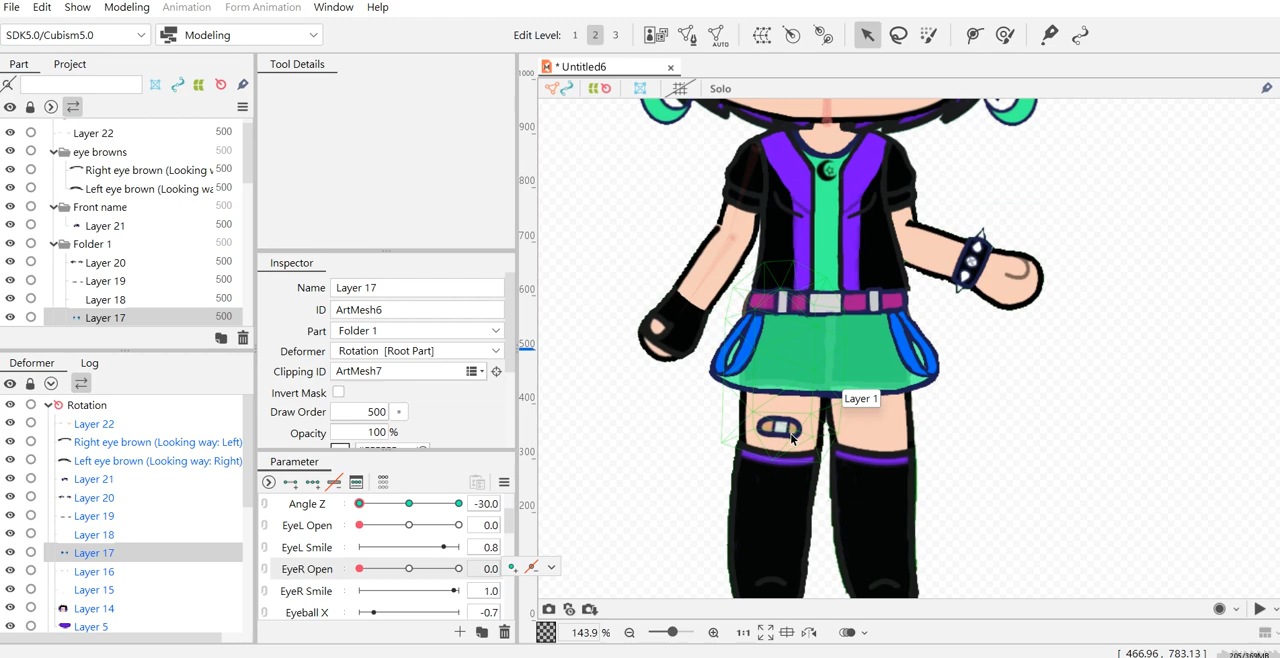 File Edit Show Modeling Animation Form Animation Window Help
SDK5.0/Cubism5.0 Modeling Edit Level: 1 2 3 AUTO
Part Project
Tool Details
* Untitled6
Solo
Layer 22 500
eye browns 500
Right eye brown (Looking 500
Left eye brown (Looking wa 500
Front name 500
Layer 21 500
Folder 1 500
Layer 20 500
Layer 19 500
Layer 18 500
Layer 17 500
Deformer Log
Rotation
Layer 22
Right eye brown (Looking way: Left)
Left eye brown (Looking way: Right)
Layer 21
Layer 20
Layer 19
Layer 18
Layer 17
Layer 16
Layer 15
Layer 14
Layer 5
Inspector
Name Layer 17
ID ArtMesh6
Part Folder 1
Deformer Rotation [Root Part]
Clipping ID ArtMesh7
Invert Mask
Draw Order 500
Opacity 100 %
Parameter
Angle Z -30.0
EyeL Open 0.0
EyeL Smile 0.8
EyeR Open 0.0
EyeR Smile 1.0
Eyeball X -0.7
1000
900
800
700
600
500
400
300
200
0
Layer 1
143.9 % 1:1
[ 466.96, 783.13 ] 205/369MB